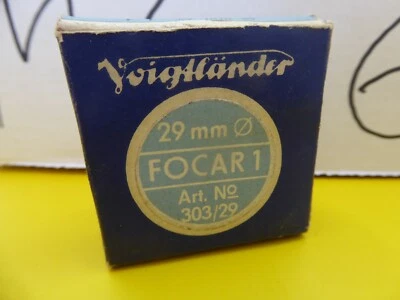 Voigtländer
29 mm Ø
FOCAR 1
Art. No
303/29